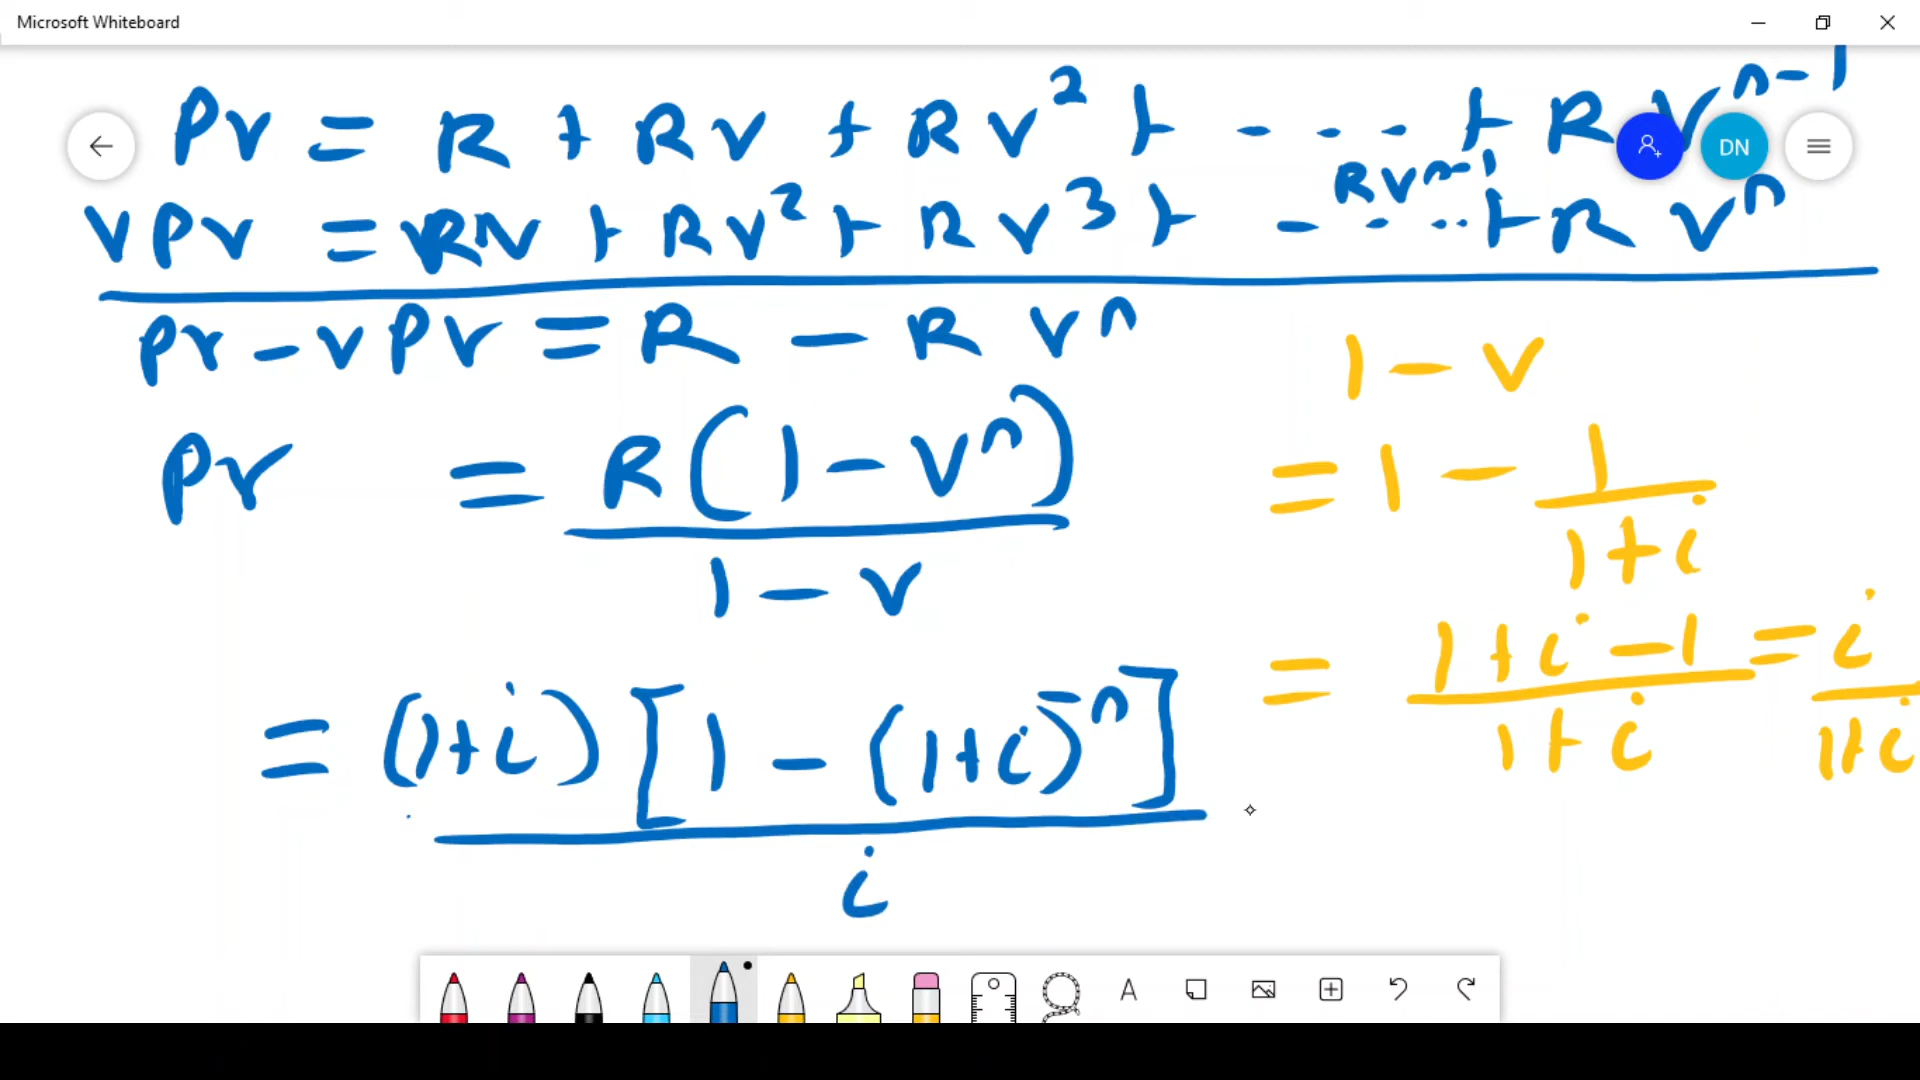 Microsoft Whiteboard
PV = R + RV + RV² + - - - + RVⁿ⁻¹
RVⁿ⁻¹
VPV = RV + RV² + RV³ + - - - + RVⁿ
DN
PV - VPV = R - RVⁿ
1 - V
PV = R(1 - Vⁿ)
1 - V
= 1 - 1
1+i
= 1+i-1 = i
1+i 1+i
= (1+i)[1 - (1+i)⁻ⁿ]
i